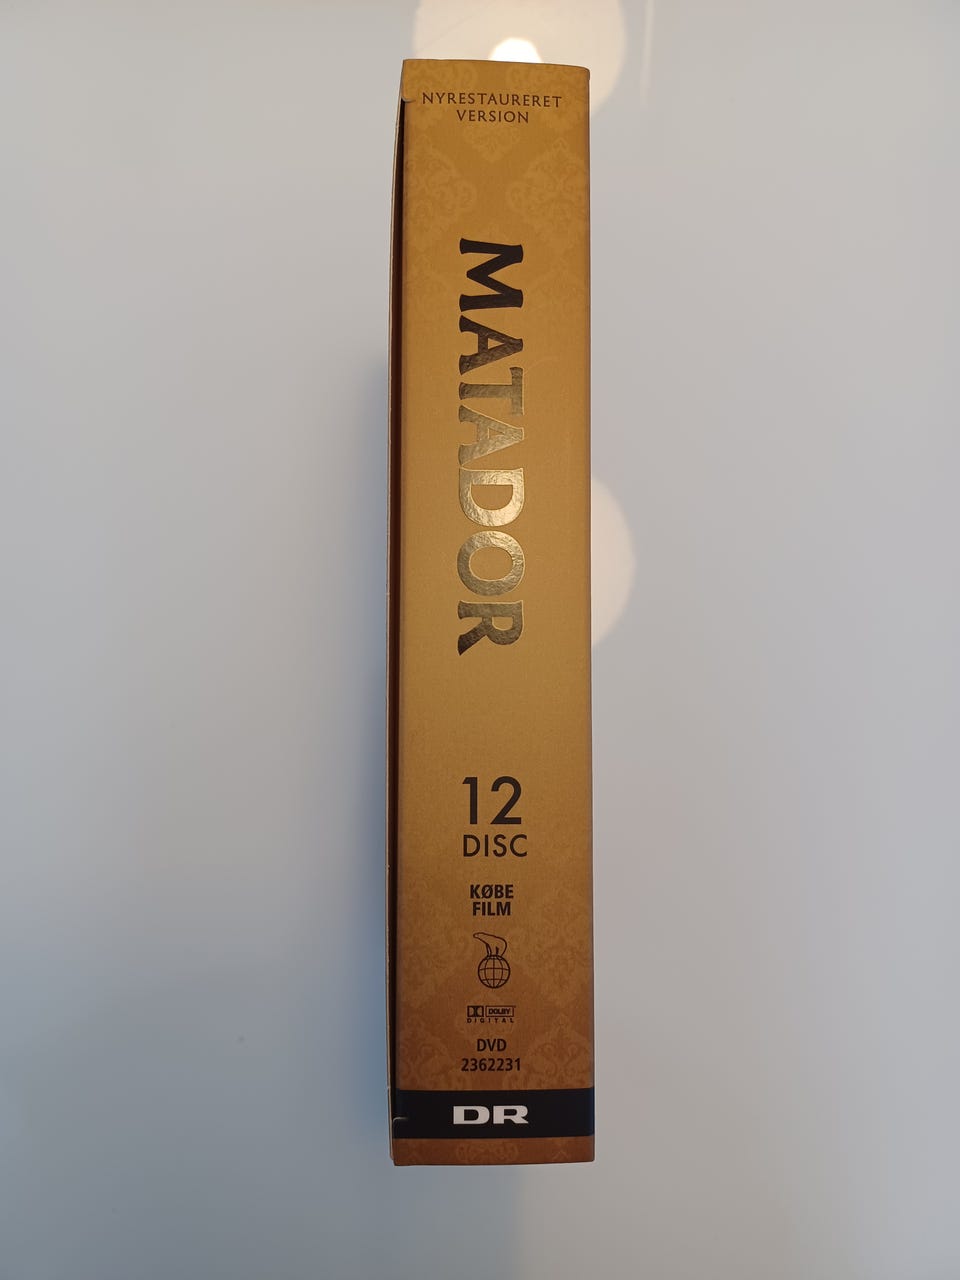 NYRESTAURERET
VERSION
MATADOR
12
DISC
KØBE
FILM
DOLBY
DIGITAL
DVD
2362231
DR